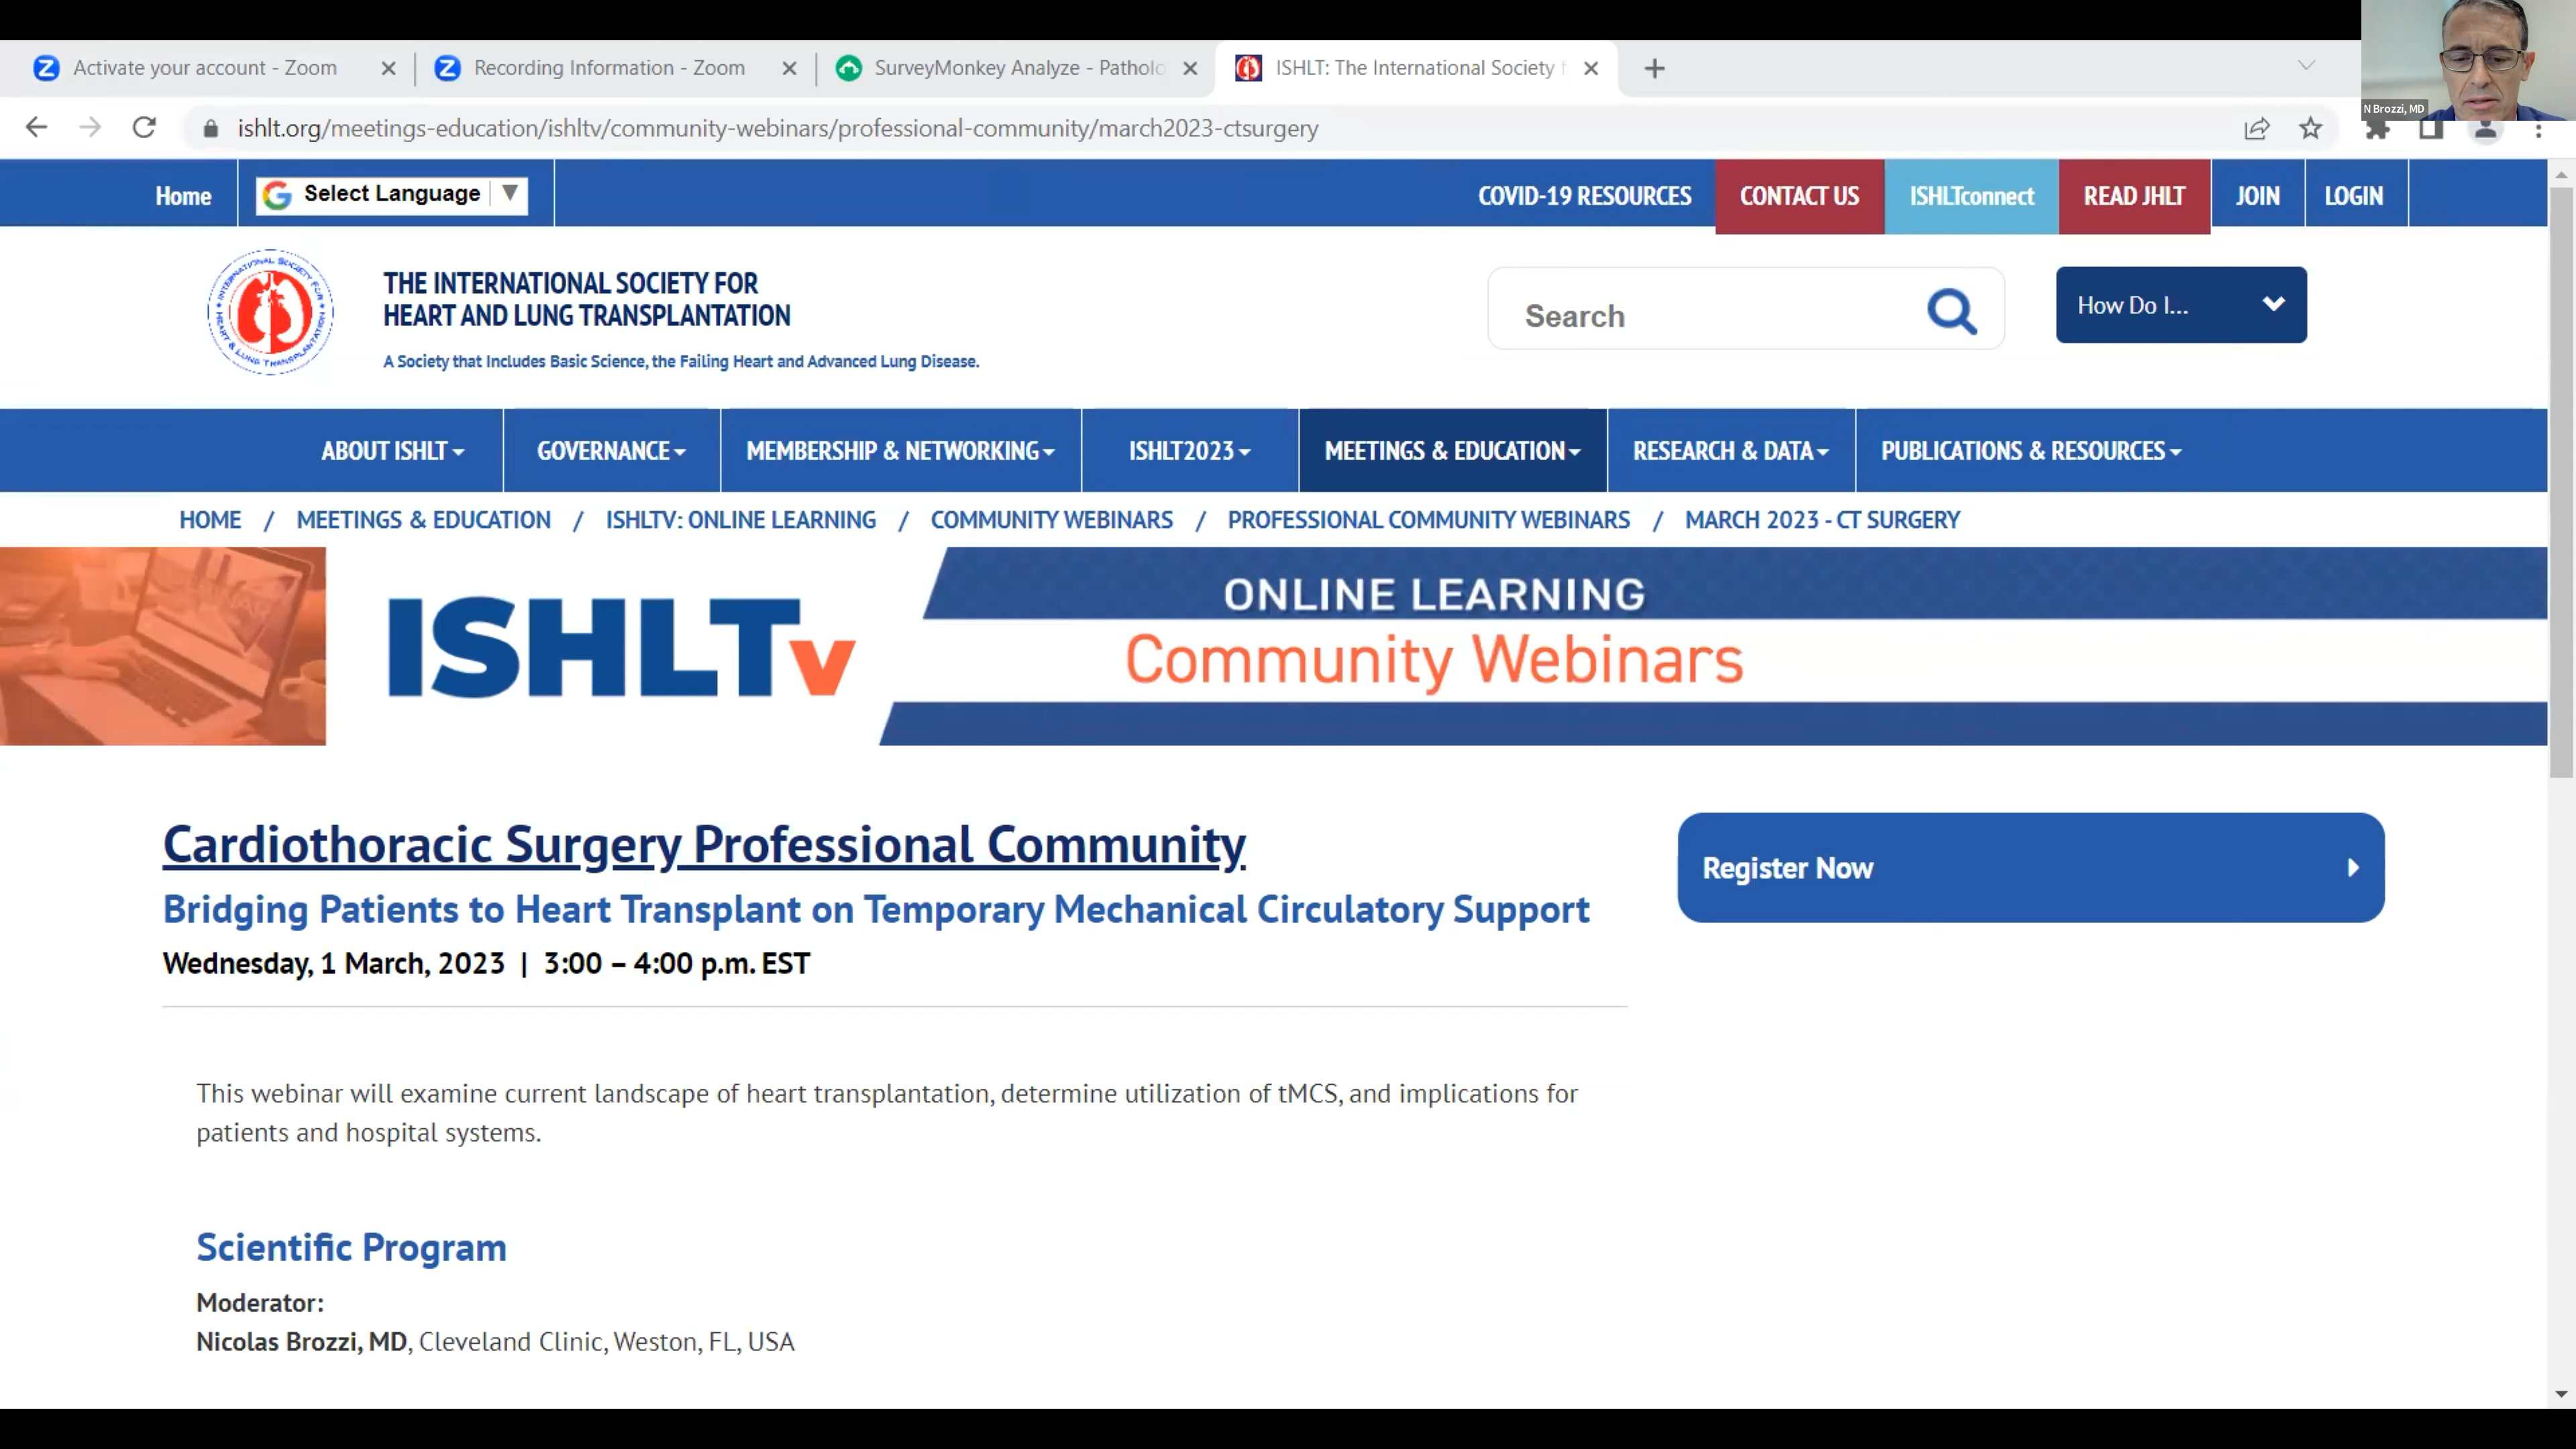 Activate your account - Zoom
Recording Information - Zoom
SurveyMonkey Analyze - Patholo
ISHLT: The International Society f
N Brozzi, MD
ishlt.org/meetings-education/ishltv/community-webinars/professional-community/march2023-ctsurgery
Home
Select Language
COVID-19 RESOURCES
CONTACT US
ISHLTconnect
READ JHLT
JOIN
LOGIN
INTERNATIONAL SOCIETY FOR
HEART & LUNG TRANSPLANTATION
THE INTERNATIONAL SOCIETY FOR
HEART AND LUNG TRANSPLANTATION
A Society that Includes Basic Science, the Failing Heart and Advanced Lung Disease.
Search
How Do I...
ABOUT ISHLT
GOVERNANCE
MEMBERSHIP & NETWORKING
ISHLT2023
MEETINGS & EDUCATION
RESEARCH & DATA
PUBLICATIONS & RESOURCES
HOME / MEETINGS & EDUCATION / ISHLTV: ONLINE LEARNING / COMMUNITY WEBINARS / PROFESSIONAL COMMUNITY WEBINARS / MARCH 2023 - CT SURGERY
ISHLTv
ONLINE LEARNING
Community Webinars
Cardiothoracic Surgery Professional Community
Bridging Patients to Heart Transplant on Temporary Mechanical Circulatory Support
Wednesday, 1 March, 2023 | 3:00 – 4:00 p.m. EST
Register Now
This webinar will examine current landscape of heart transplantation, determine utilization of tMCS, and implications for
patients and hospital systems.
Scientific Program
Moderator:
Nicolas Brozzi, MD, Cleveland Clinic, Weston, FL, USA